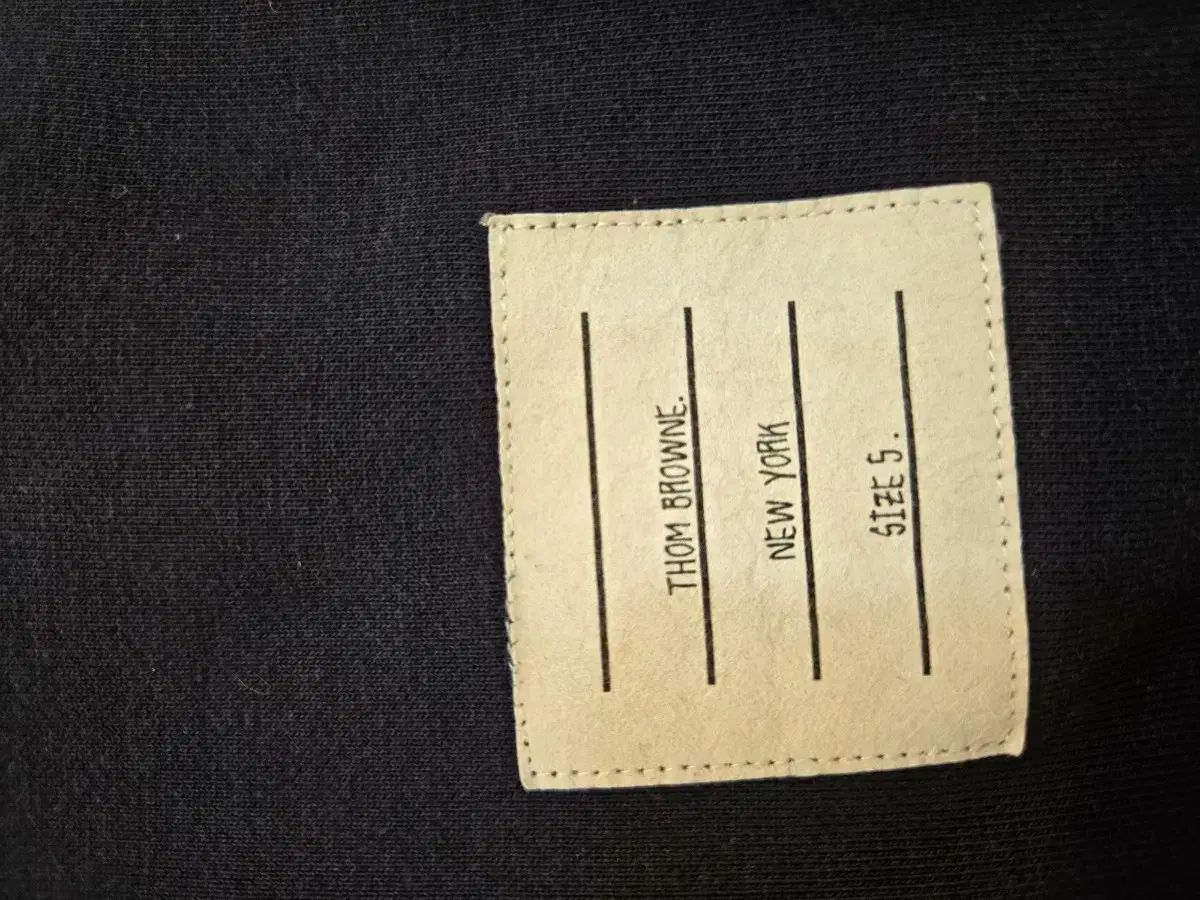 THOM BROWNE.
NEW YORK
SIZE 5.